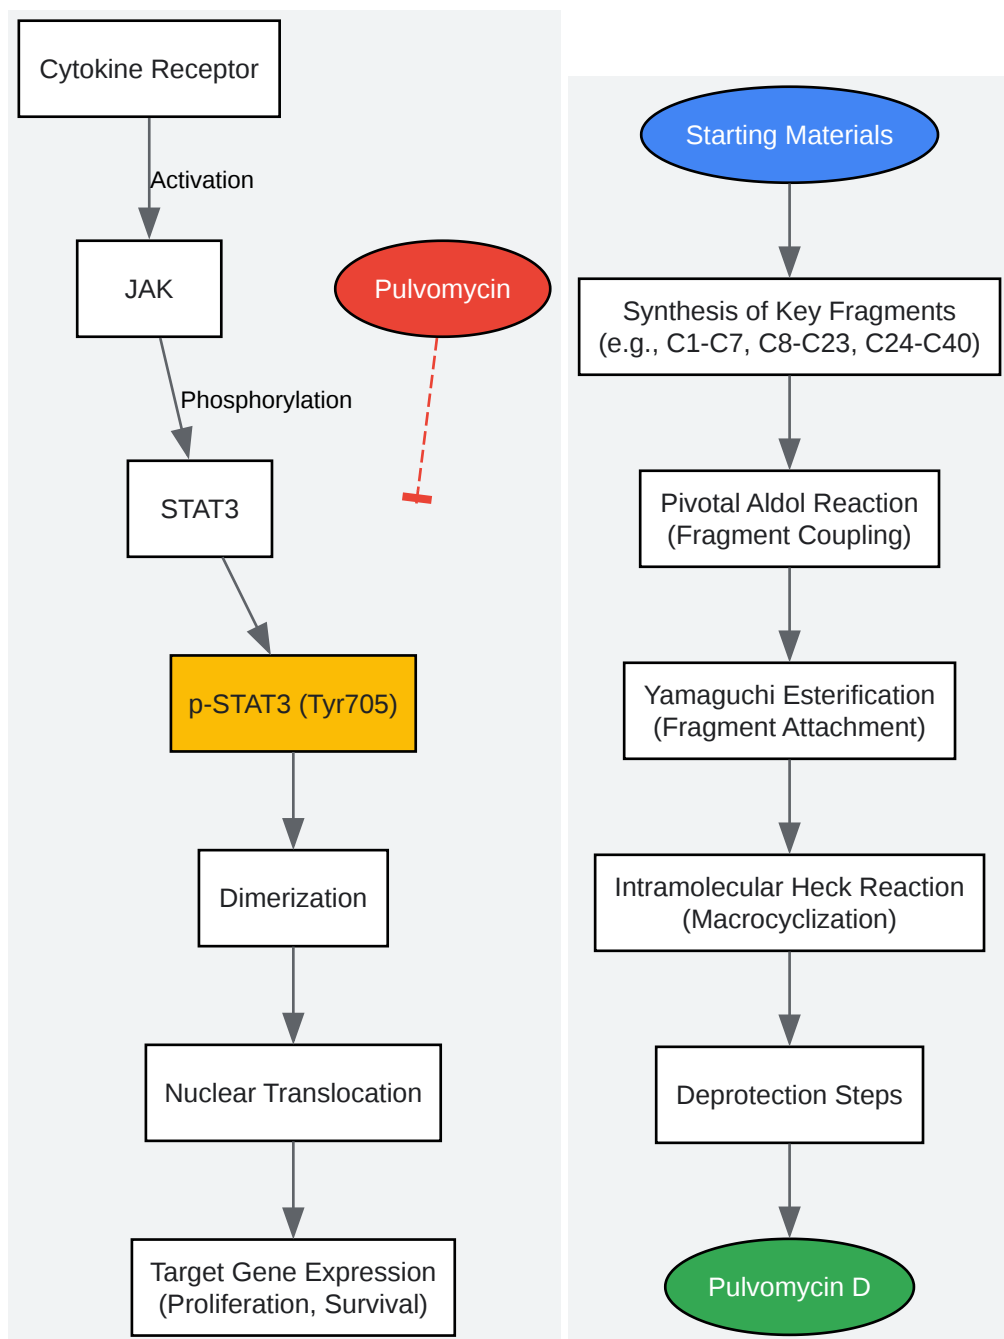 Cytokine Receptor
Activation
JAK
Pulvomycin
Phosphorylation
STAT3
p-STAT3 (Tyr705)
Dimerization
Nuclear Translocation
Target Gene Expression
(Proliferation, Survival)
Starting Materials
Synthesis of Key Fragments
(e.g., C1-C7, C8-C23, C24-C40)
Pivotal Aldol Reaction
(Fragment Coupling)
Yamaguchi Esterification
(Fragment Attachment)
Intramolecular Heck Reaction
(Macrocyclization)
Deprotection Steps
Pulvomycin D